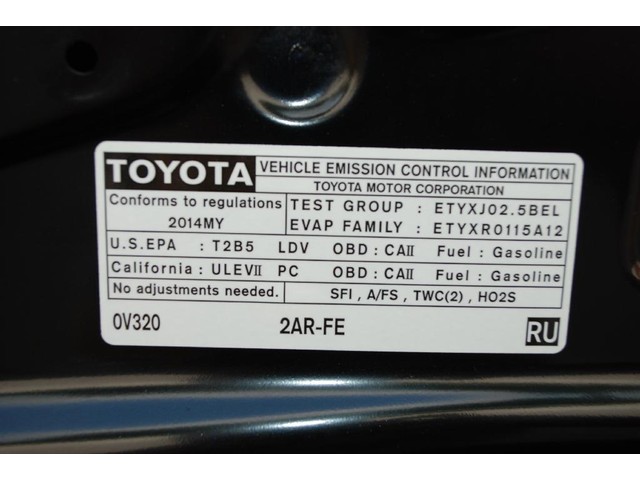 TOYOTA VEHICLE EMISSION CONTROL INFORMATION
TOYOTA MOTOR CORPORATION
Conforms to regulations
2014MY
TEST GROUP : ETYXJ02.5BEL
EVAP FAMILY : ETYXR0115A12
U.S.EPA : T2B5 LDV OBD : CAII Fuel : Gasoline
California : ULEVII PC OBD : CAII Fuel : Gasoline
No adjustments needed. SFI , A/FS , TWC(2) , HO2S
0V320 2AR-FE RU